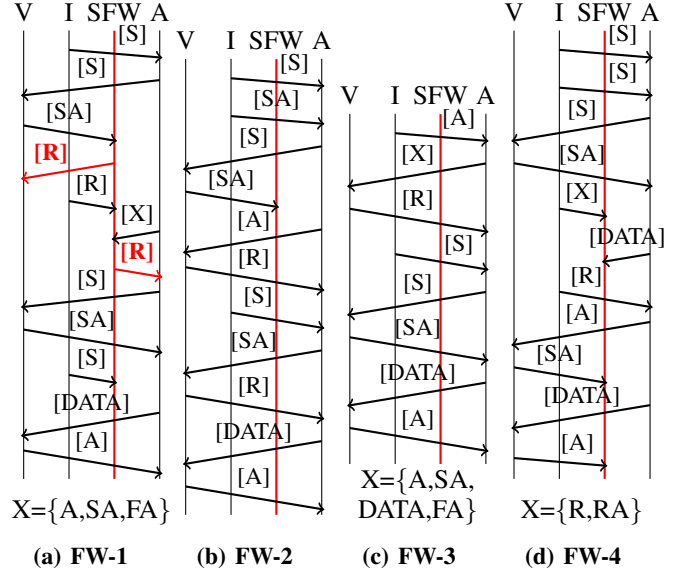 V I SFW A
[S]
[S]
[SA]
[R]
[R]
[X]
[R]
[S]
[SA]
[S]
[DATA]
[A]
X={A,SA,FA}
(a) FW-1
V I SFW A
[S]
[SA]
[S]
[SA]
[A]
[R]
[S]
[SA]
[R]
[DATA]
[A]
(b) FW-2
V I SFW A
[A]
[X]
[R]
[S]
[S]
[SA]
[DATA]
[A]
X={A,SA,
DATA,FA}
(c) FW-3
V I SFW A
[S]
[S]
[S]
[SA]
[X]
[DATA]
[R]
[A]
[SA]
[DATA]
[A]
X={R,RA}
(d) FW-4